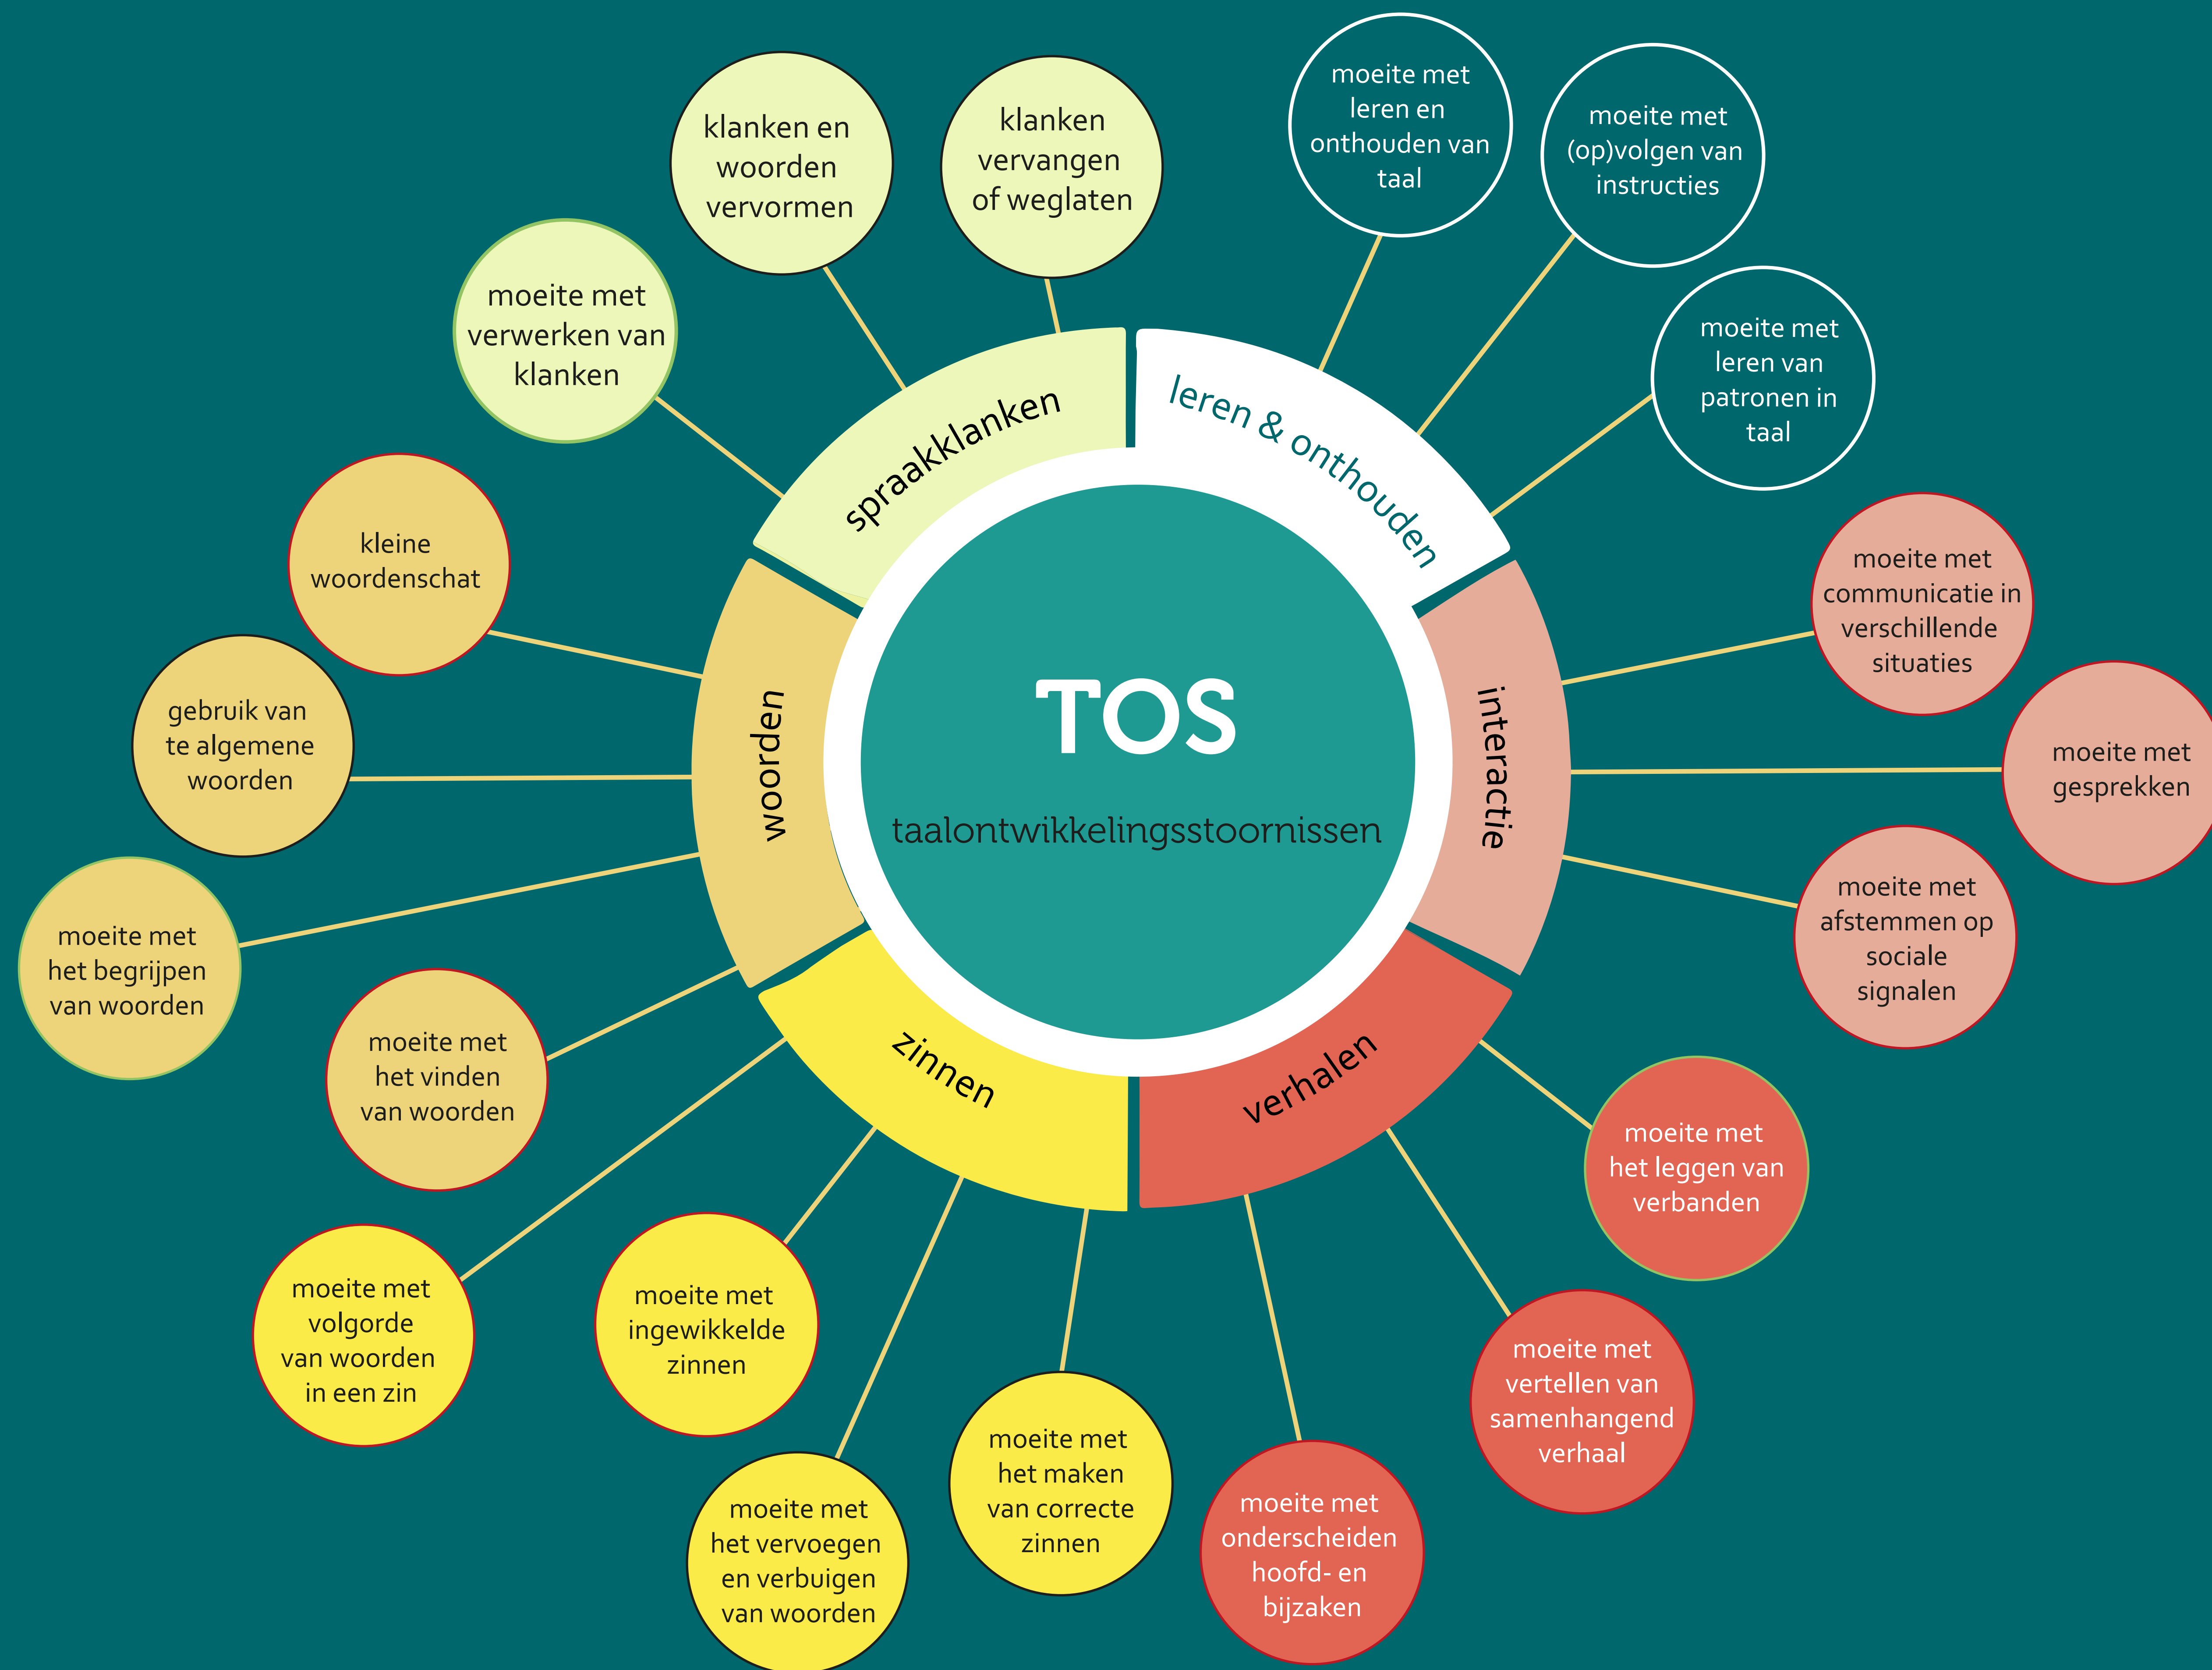 TOS
taalontwikkelingsstoornissen
spraakklanken
moeite met
verwerken van
klanken
klanken en
woorden
vervormen
klanken
vervangen
of weglaten
leren & onthouden
moeite met
leren en
onthouden van
taal
moeite met
(op)volgen van
instructies
moeite met
leren van
patronen in
taal
interactie
moeite met
communicatie in
verschillende
situaties
moeite met
gesprekken
moeite met
afstemmen op
sociale
signalen
verhalen
moeite met
het leggen van
verbanden
moeite met
vertellen van
samenhangend
verhaal
moeite met
onderscheiden
hoofd- en
bijzaken
zinnen
moeite met
het maken
van correcte
zinnen
moeite met
het vervoegen
en verbuigen
van woorden
moeite met
ingewikkelde
zinnen
moeite met
volgorde
van woorden
in een zin
woorden
moeite met
het vinden
van woorden
moeite met
het begrijpen
van woorden
gebruik van
te algemene
woorden
kleine
woordenschat